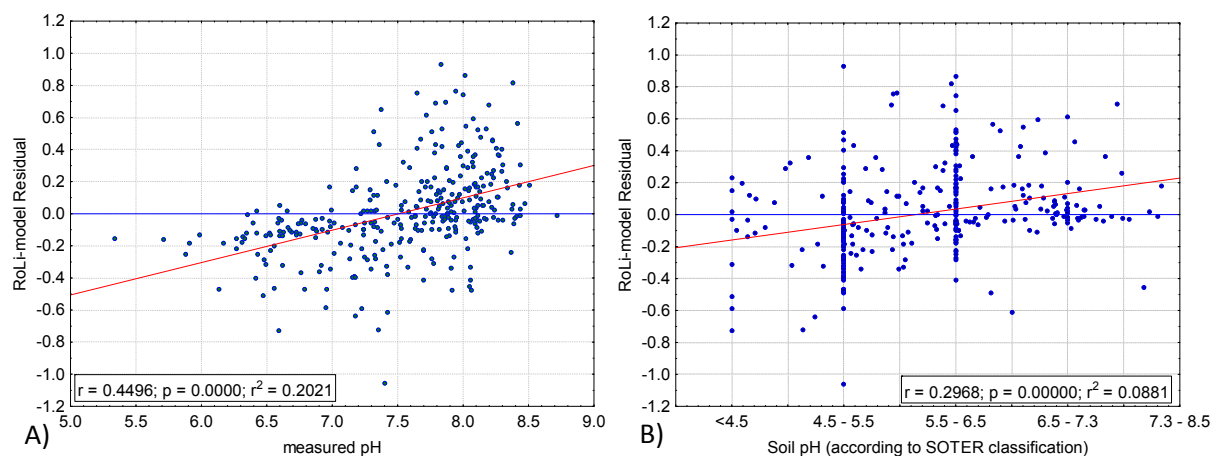 1.2
1.0
0.8
0.6
0.4
0.2
0.0
-0.2
-0.4
-0.6
-0.8
-1.0
-1.2
RoLi-model Residual
r = 0.4496; p = 0.0000; r² = 0.2021
5.0 5.5 6.0 6.5 7.0 7.5 8.0 8.5 9.0
measured pH
A)
1.2
1.0
0.8
0.6
0.4
0.2
0.0
-0.2
-0.4
-0.6
-0.8
-1.0
-1.2
RoLi-model Residual
r = 0.2968; p = 0.00000; r² = 0.0881
<4.5 4.5 - 5.5 5.5 - 6.5 6.5 - 7.3 7.3 - 8.5
Soil pH (according to SOTER classification)
B)